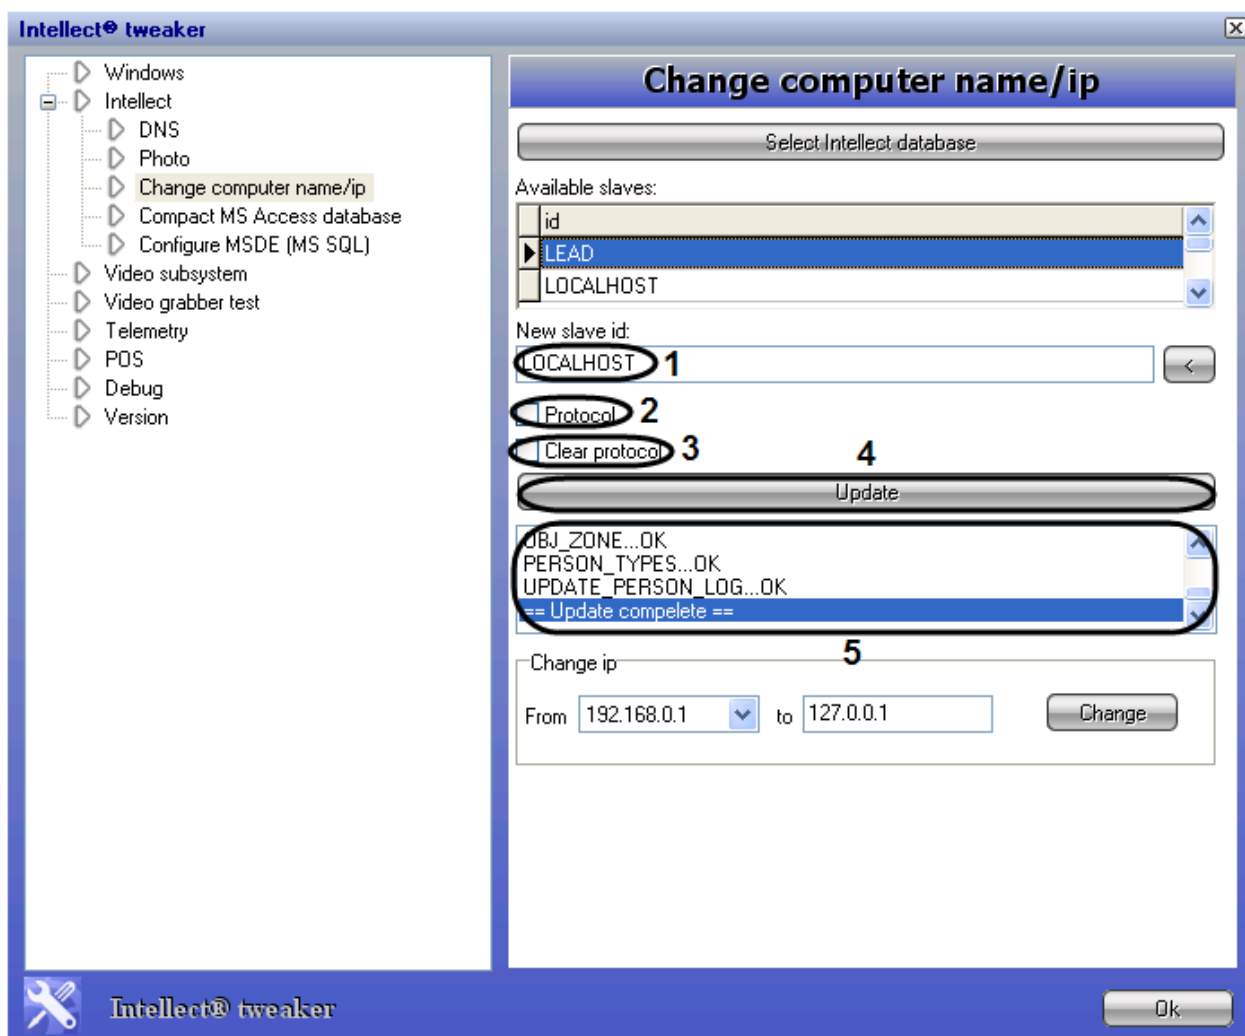 Intellect® tweaker
Windows
Intellect
DNS
Photo
Change computer name/ip
Compact MS Access database
Configure MSDE (MS SQL)
Video subsystem
Video grabber test
Telemetry
POS
Debug
Version
Change computer name/ip
Select Intellect database
Available slaves:
id
LEAD
LOCALHOST
New slave id:
LOCALHOST 1
<
Protocol 2
Clear protocol 3
4
Update
OBJ_ZONE...OK
PERSON_TYPES...OK
UPDATE_PERSON_LOG...OK
== Update compelete ==
5
Change ip
From 192.168.0.1 to 127.0.0.1 Change
Intellect® tweaker
Ok